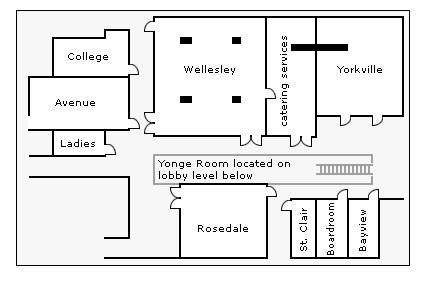 College
Wellesley
catering services
Yorkville
Avenue
Ladies
Yonge Room located on
lobby level below
Rosedale
St. Clair
Boardroom
Bayview